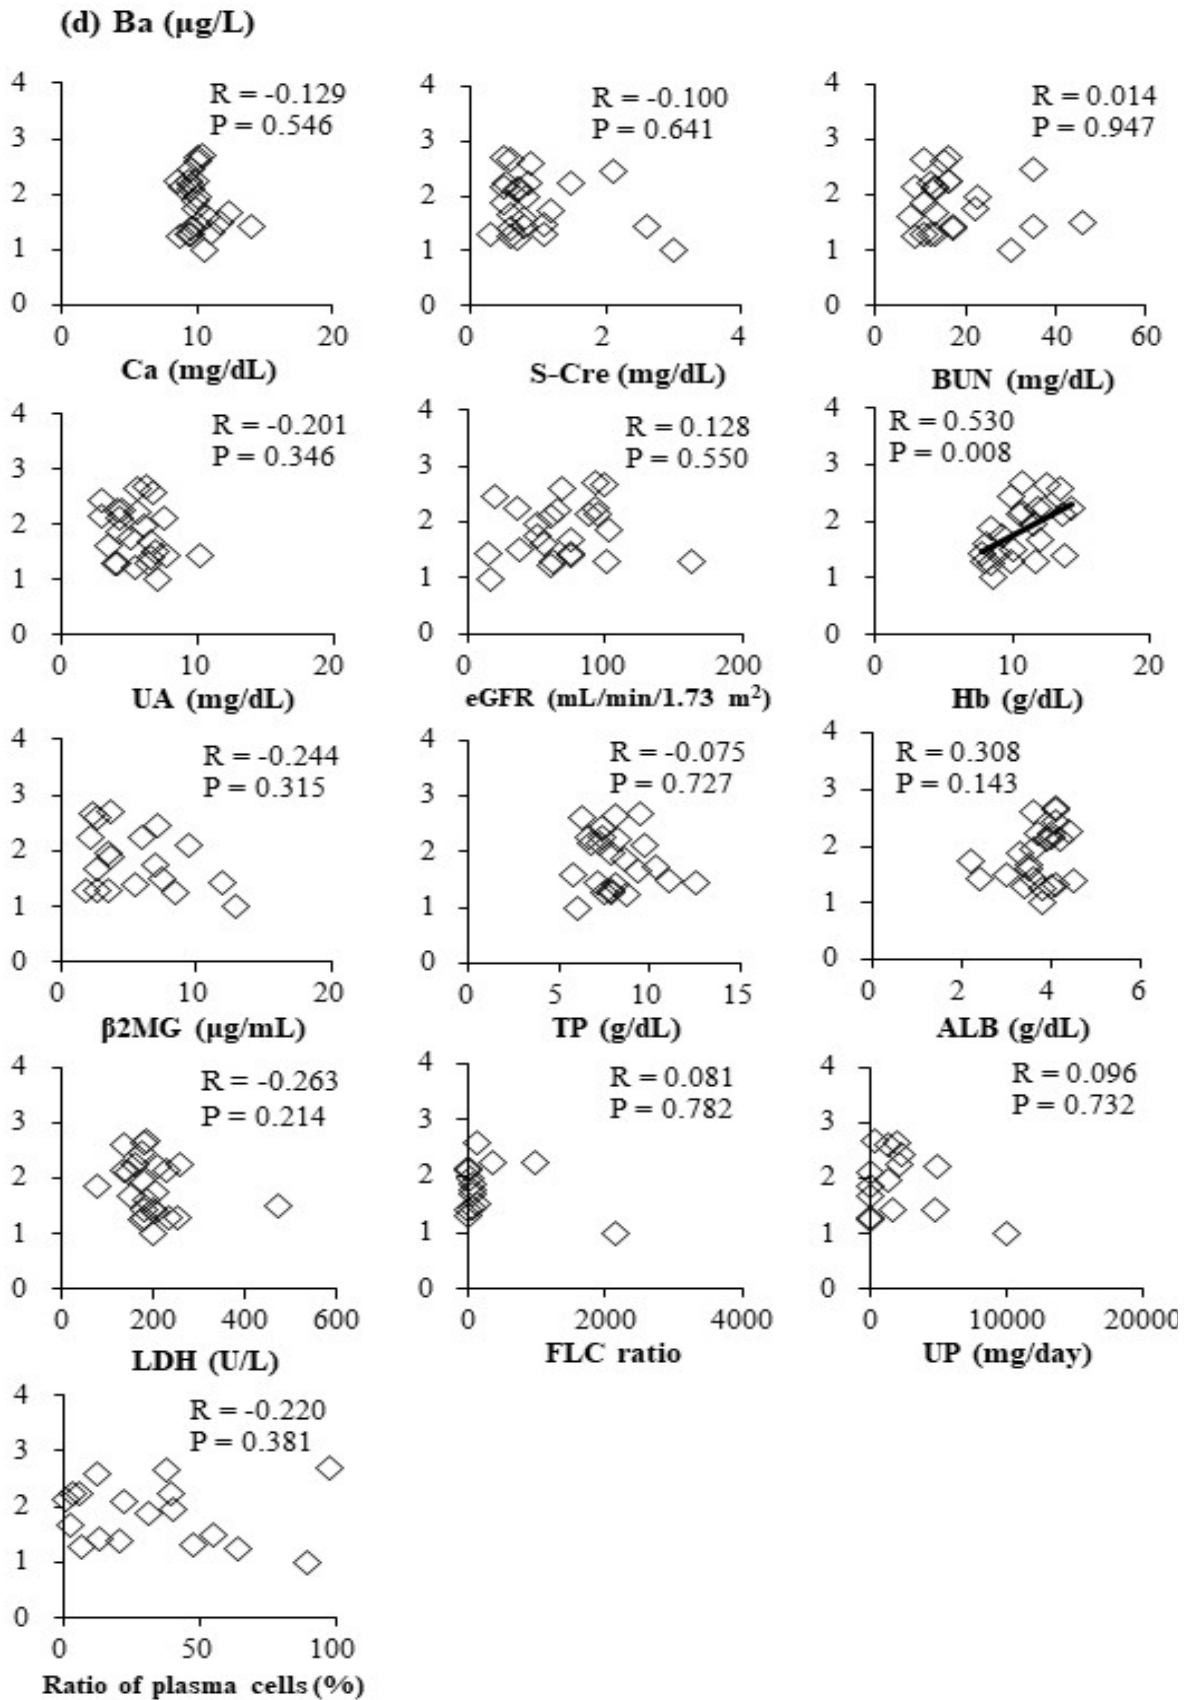 (d) Ba (μg/L)
R = -0.129
P = 0.546
4
3
2
1
0
0 10 20
Ca (mg/dL)
R = -0.100
P = 0.641
4
3
2
1
0
0 2 4
S-Cre (mg/dL)
R = 0.014
P = 0.947
4
3
2
1
0
0 20 40 60
BUN (mg/dL)
R = -0.201
P = 0.346
4
3
2
1
0
0 10 20
UA (mg/dL)
R = 0.128
P = 0.550
4
3
2
1
0
0 100 200
eGFR (mL/min/1.73 m²)
R = 0.530
P = 0.008
4
3
2
1
0
0 10 20
Hb (g/dL)
R = -0.244
P = 0.315
4
3
2
1
0
0 10 20
β2MG (μg/mL)
R = -0.075
P = 0.727
4
3
2
1
0
0 5 10 15
TP (g/dL)
R = 0.308
P = 0.143
4
3
2
1
0
0 2 4 6
ALB (g/dL)
R = -0.263
P = 0.214
4
3
2
1
0
0 200 400 600
LDH (U/L)
R = 0.081
P = 0.782
4
3
2
1
0
0 2000 4000
FLC ratio
R = 0.096
P = 0.732
4
3
2
1
0
0 10000 20000
UP (mg/day)
R = -0.220
P = 0.381
4
3
2
1
0
0 50 100
Ratio of plasma cells (%)